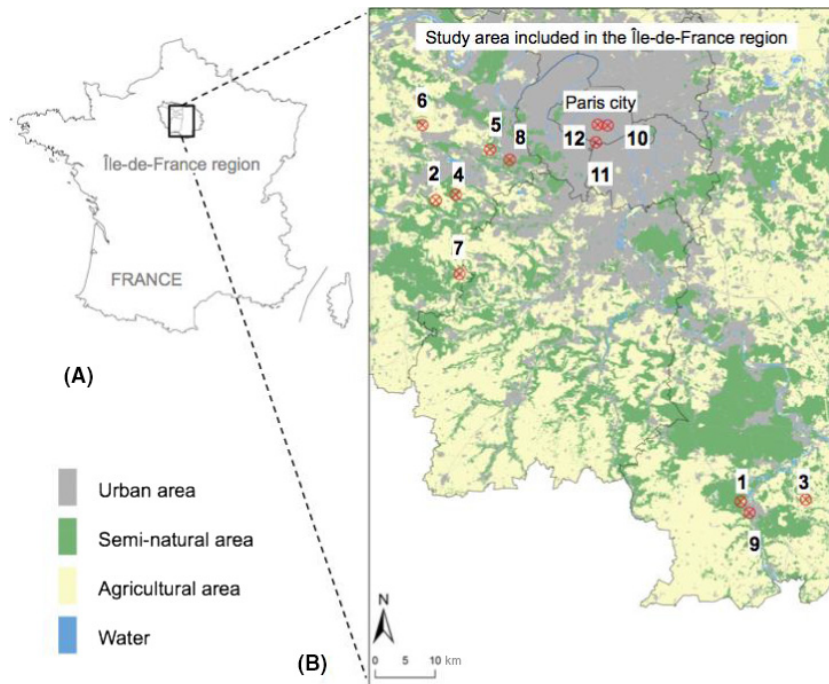 Île-de-France region
FRANCE
(A)
Urban area
Semi-natural area
Agricultural area
Water
Study area included in the Île-de-France region
Paris city
6
5
8
12
10
2
4
11
7
1
3
9
(B)
0 5 10 km